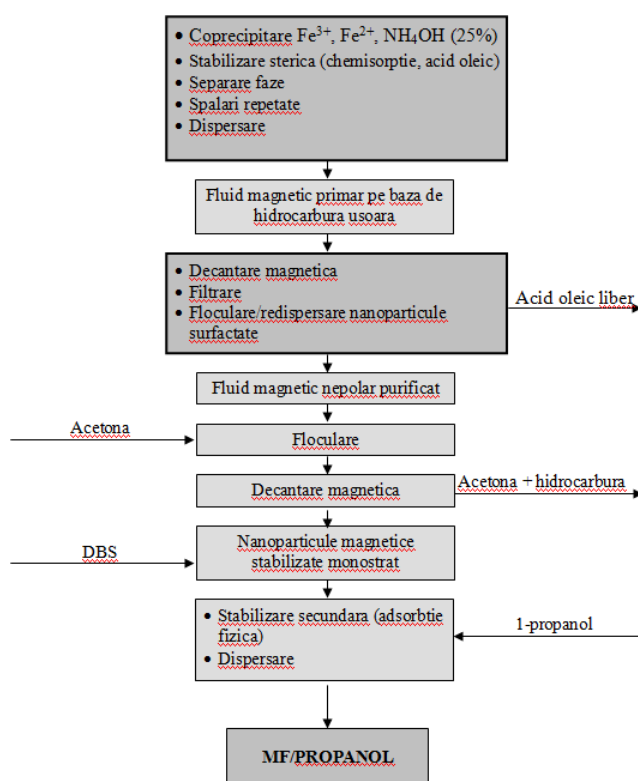 • Coprecipitare Fe³⁺, Fe²⁺, NH₄OH (25%)
• Stabilizare sterica (chemisorptie, acid oleic)
• Separare faze
• Spalari repetate
• Dispersare
Fluid magnetic primar pe baza de
hidrocarbura usoara
• Decantare magnetica
• Filtrare
• Floculare/redispersare nanoparticule
surfactate
Acid oleic liber
Fluid magnetic nepolar purificat
Acetona
Floculare
Decantare magnetica
Acetona + hidrocarbura
Nanoparticule magnetice
stabilizate monostrat
DBS
• Stabilizare secundara (adsorbtie
fizica)
• Dispersare
1-propanol
MF/PROPANOL